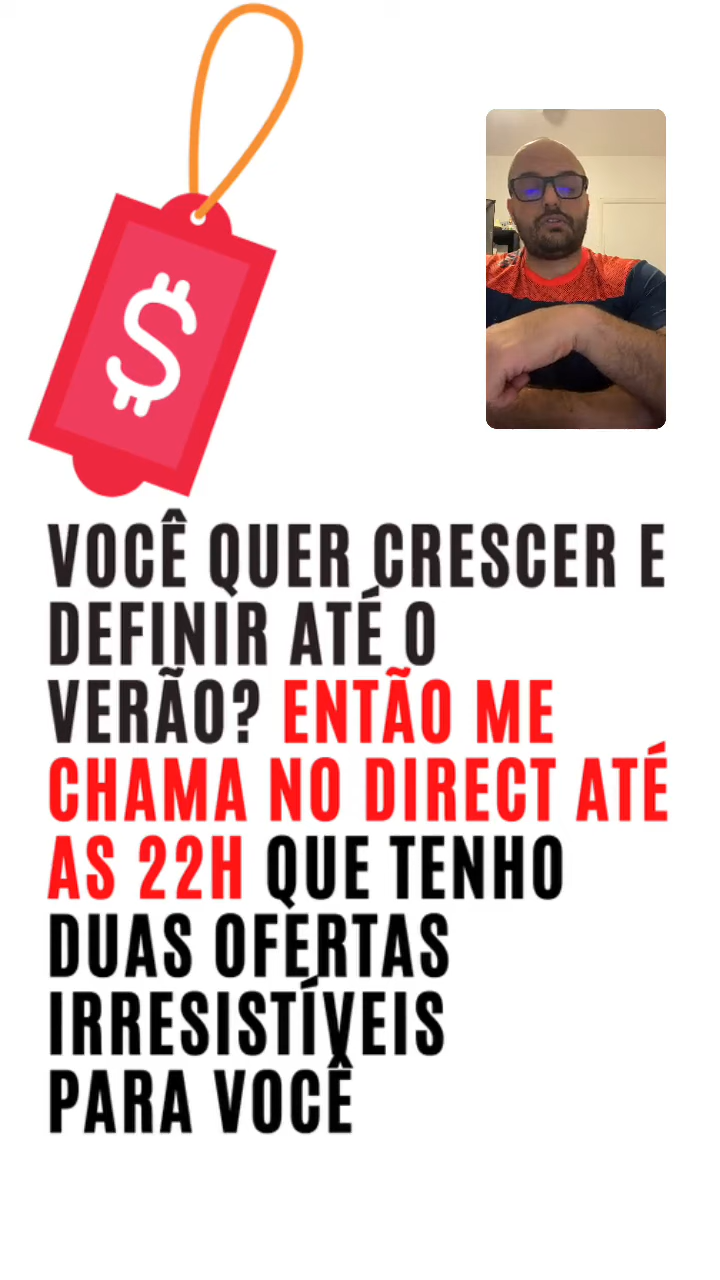 $
VOCÊ QUER CRESCER E
DEFINIR ATÉ O
VERÃO? ENTÃO ME
CHAMA NO DIRECT ATÉ
AS 22H QUE TENHO
DUAS OFERTAS
IRRESISTÍVEIS
PARA VOCÊ